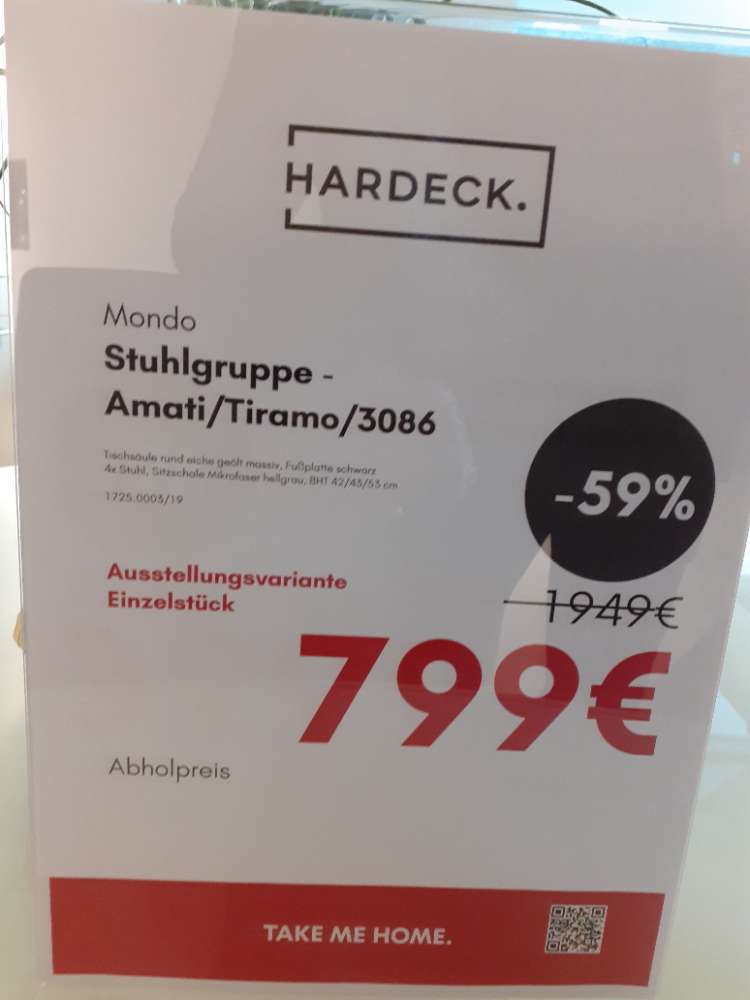 HARDECK.
Mondo
Stuhlgruppe -
Amati/Tiramo/3086
Tischsäule rund eiche geölt massiv, Fußplatte schwarz
4x Stuhl, Sitzschale Mikrofaser hellgrau, BHT 42/43/53 cm
1725.0003/19
-59%
Ausstellungsvariante
Einzelstück
1949€
799€
Abholpreis
TAKE ME HOME.